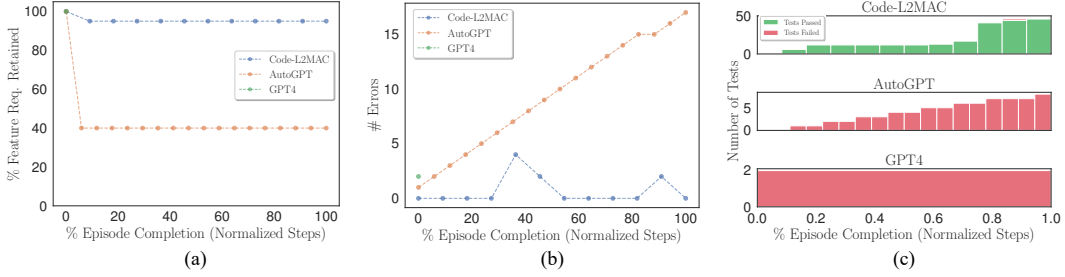 % Feature Req. Retained
100
80
60
40
20
0
Code-L2MAC
AutoGPT
GPT4
0 20 40 60 80 100
% Episode Completion (Normalized Steps)
(a)
# Errors
15
10
5
0
Code-L2MAC
AutoGPT
GPT4
0 20 40 60 80 100
% Episode Completion (Normalized Steps)
(b)
Number of Tests
Code-L2MAC
50
25
0
Tests Passed
Tests Failed
AutoGPT
5
0
GPT4
2
0
0.0 0.2 0.4 0.6 0.8 1.0
% Episode Completion (Normalized Steps)
(c)